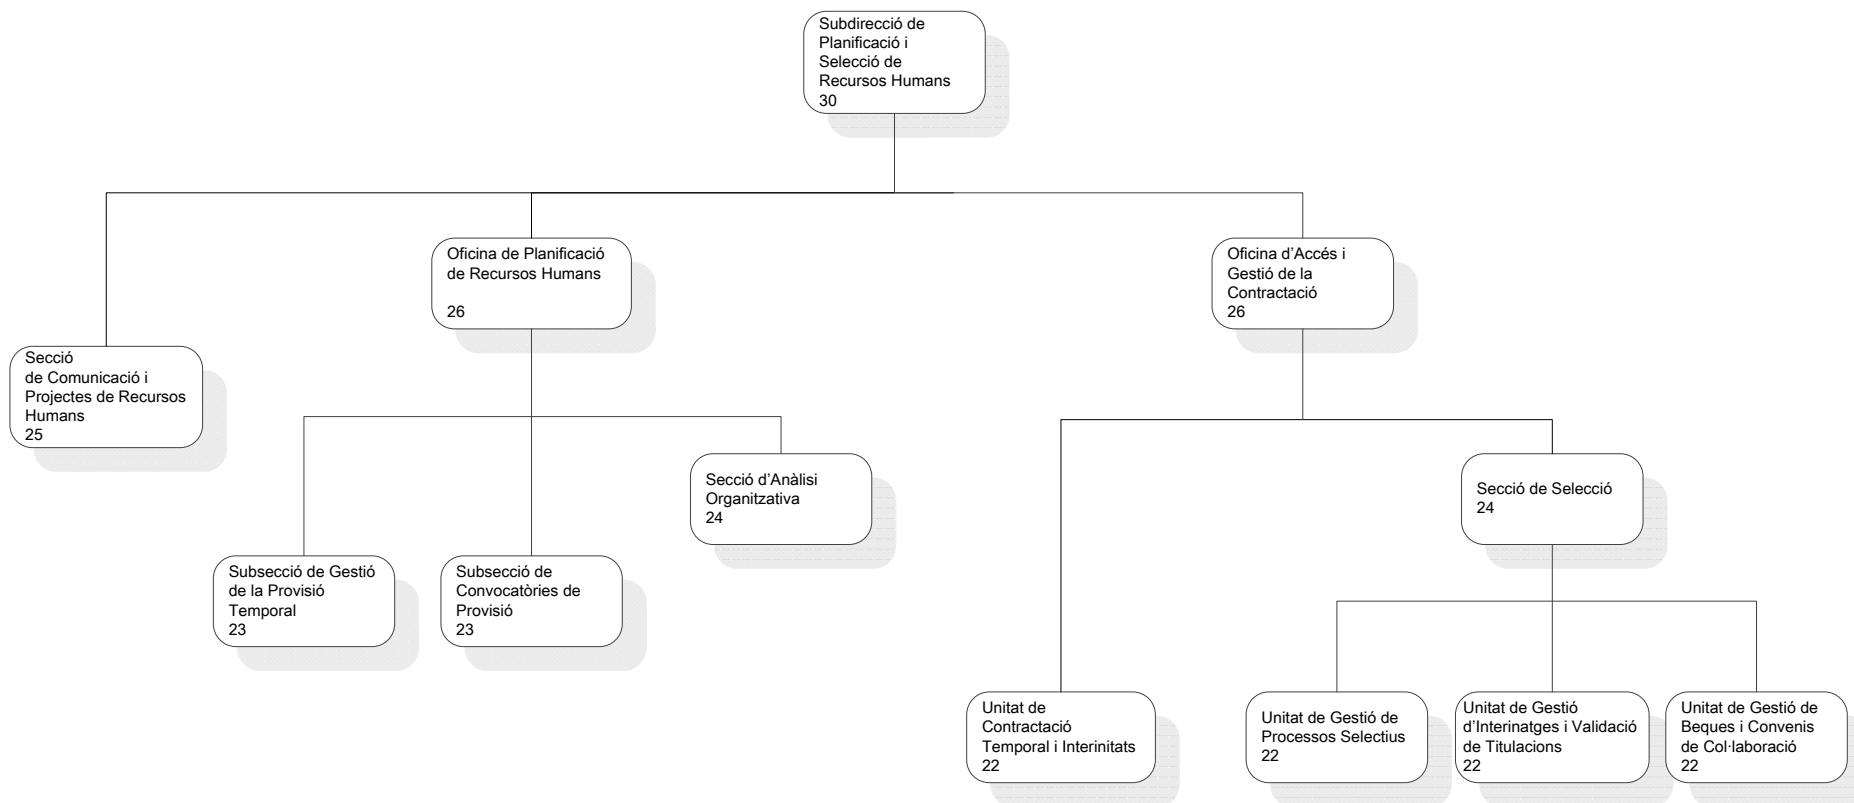 Subdirecció de
Planificació i
Selecció de
Recursos Humans
30
Oficina de Planificació
de Recursos Humans
26
Oficina d’Accés i
Gestió de la
Contractació
26
Secció
de Comunicació i
Projectes de Recursos
Humans
25
Secció d’Anàlisi
Organitzativa
24
Secció de Selecció
24
Subsecció de Gestió
de la Provisió
Temporal
23
Subsecció de
Convocatòries de
Provisió
23
Unitat de
Contractació
Temporal i Interinitats
22
Unitat de Gestió de
Processos Selectius
22
Unitat de Gestió
d’Interinatges i Validació
de Titulacions
22
Unitat de Gestió de
Beques i Convenis
de Col·laboració
22